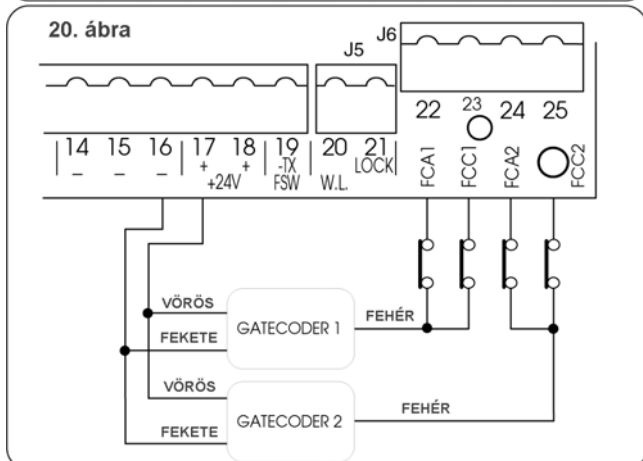 20. ábra
J5
J6
14 15 16 17 18 19 20 21 22 23 24 25
– – – + + -TX LOCK
+24V FSW W.L.
FCA1 FCC1 FCA2 FCC2
VÖRÖS
GATECODER 1
FEHÉR
FEKETE
VÖRÖS
GATECODER 2
FEHÉR
FEKETE